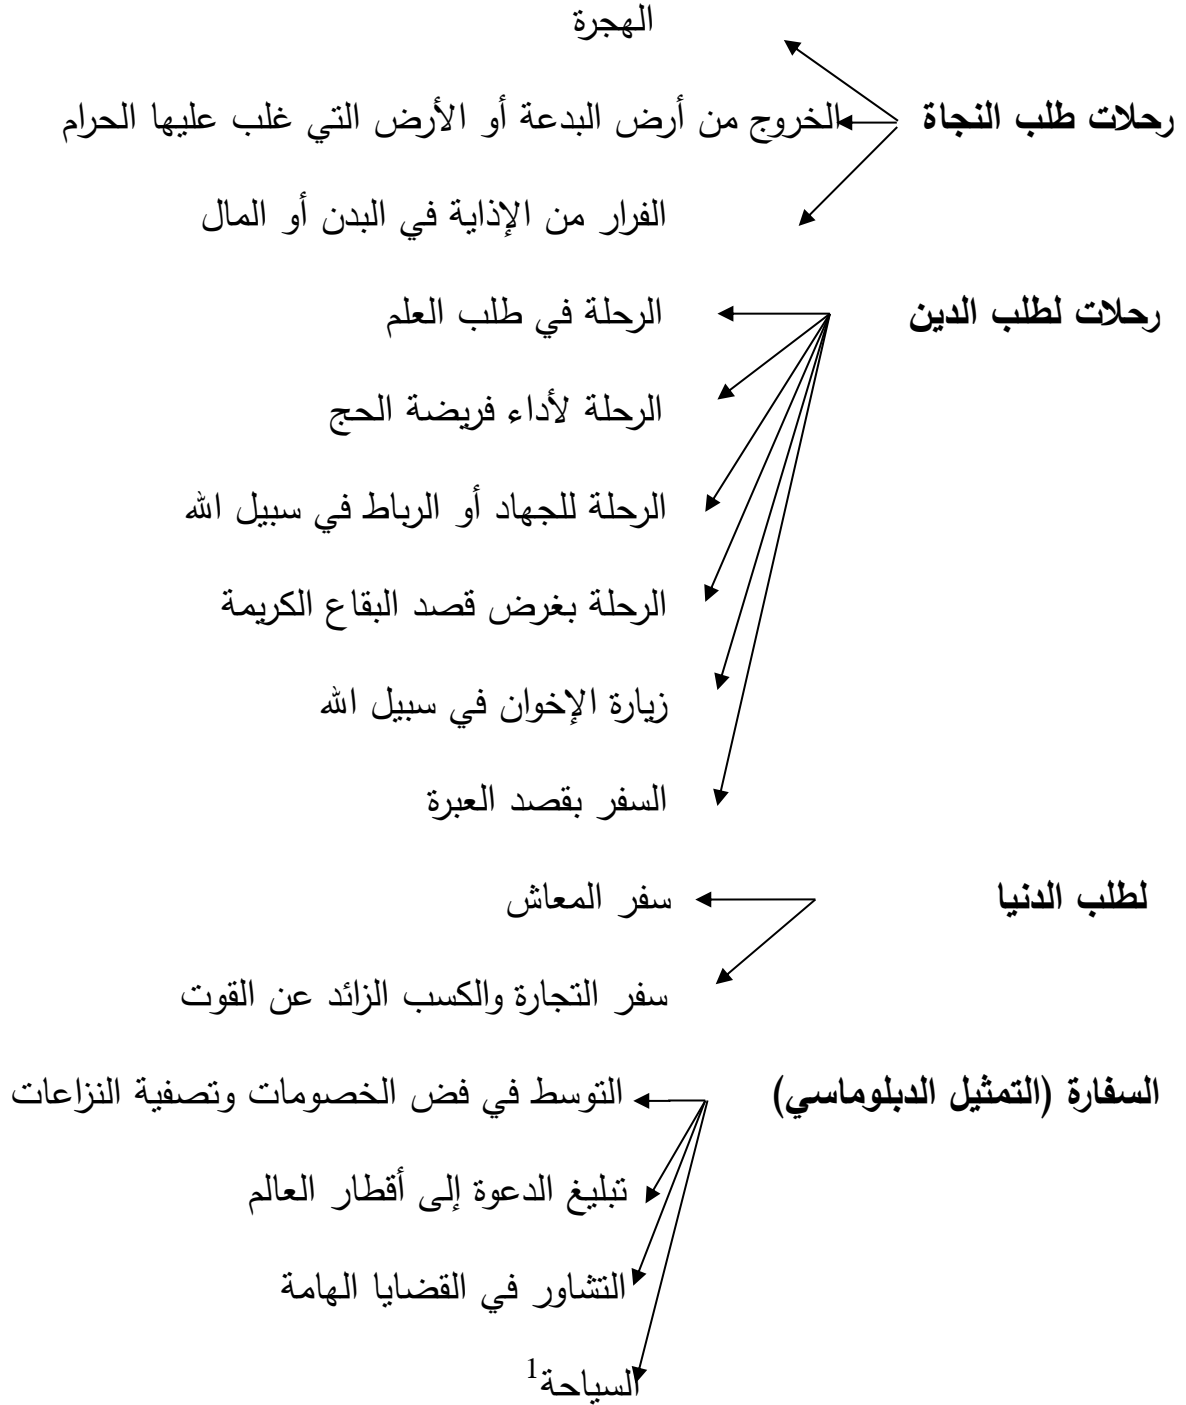 الهجرة
رحلات طلب النجاة الخروج من أرض البدعة أو الأرض التي غلب عليها الحرام
الفرار من الإذاية في البدن أو المال
رحلات لطلب الدين الرحلة في طلب العلم
الرحلة لأداء فريضة الحج
الرحلة للجهاد أو الرباط في سبيل الله
الرحلة بغرض قصد البقاع الكريمة
زيارة الإخوان في سبيل الله
السفر بقصد العبرة
لطلب الدنيا سفر المعاش
سفر التجارة والكسب الزائد عن القوت
السفارة (التمثيل الدبلوماسي) التوسط في فض الخصومات وتصفية النزاعات
تبليغ الدعوة إلى أقطار العالم
التشاور في القضايا الهامة
السياحة1